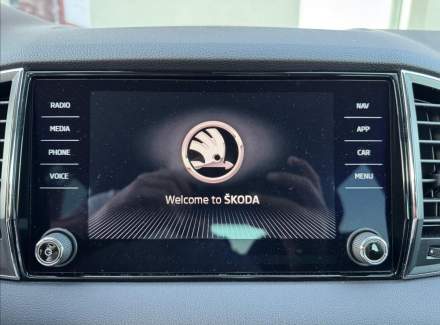 RADIO
MEDIA
PHONE
VOICE
Welcome to ŠKODA
NAV
APP
CAR
MENU